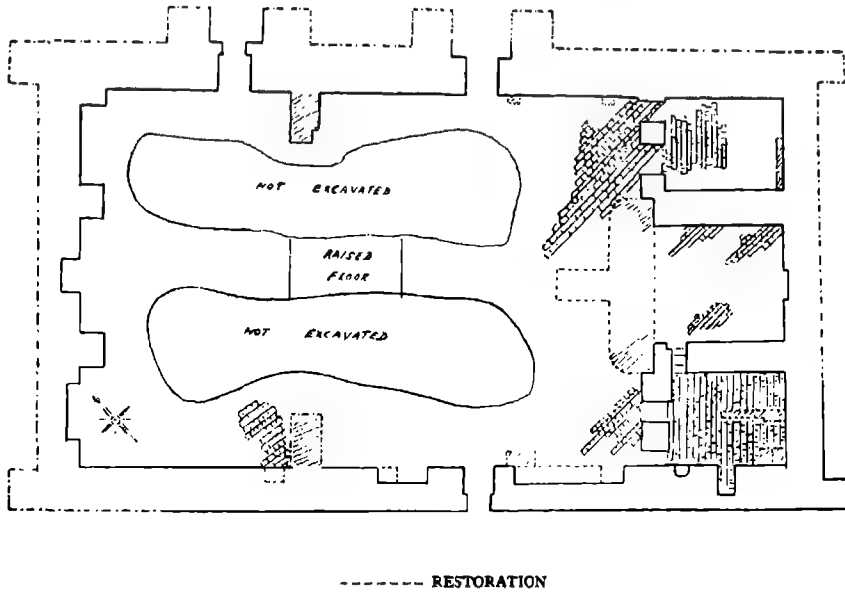 NOT EXCAVATED
RAISED
FLOOR
NOT EXCAVATED
RESTORATION